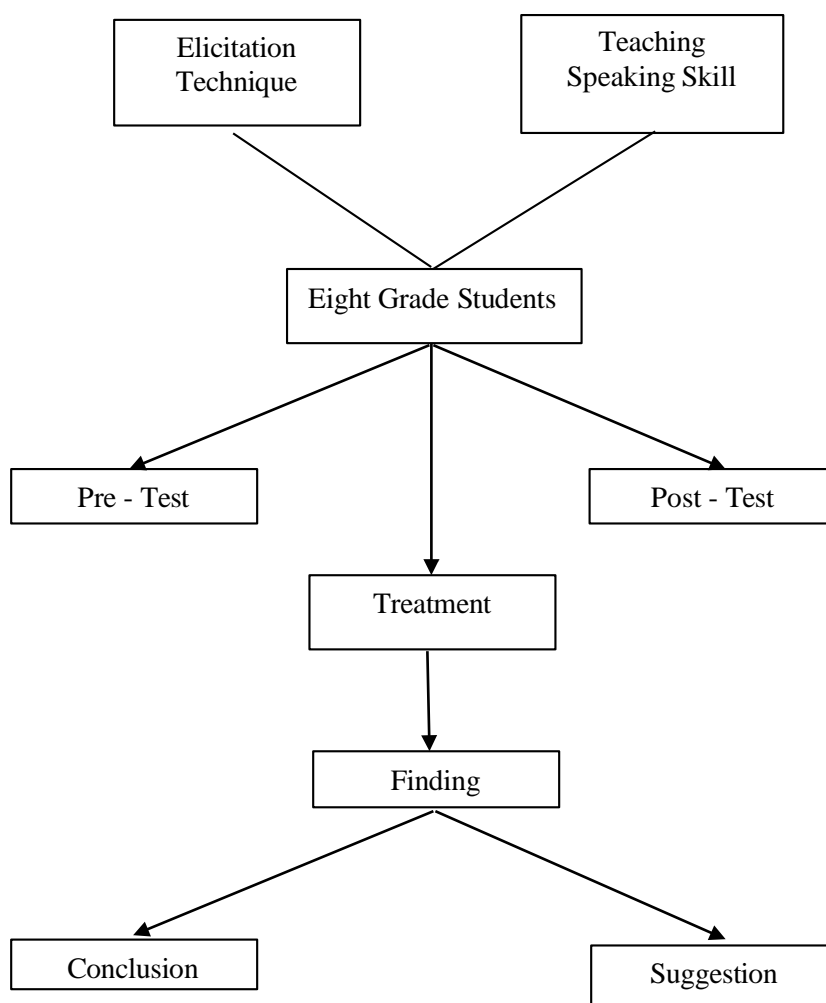 Elicitation
Technique
Teaching
Speaking Skill
Eight Grade Students
Pre - Test
Post - Test
Treatment
Finding
Conclusion
Suggestion